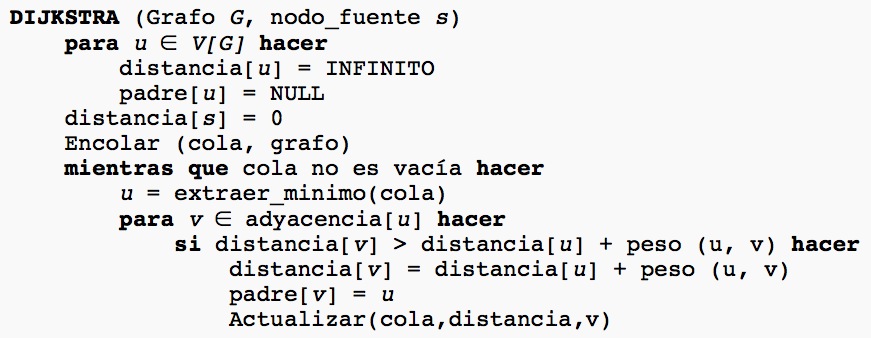 DIJKSTRA (Grafo G, nodo_fuente s)
para u ∈ V[G] hacer
distancia[u] = INFINITO
padre[u] = NULL
distancia[s] = 0
Encolar (cola, grafo)
mientras que cola no es vacía hacer
u = extraer_minimo(cola)
para v ∈ adyacencia[u] hacer
si distancia[v] > distancia[u] + peso (u, v) hacer
distancia[v] = distancia[u] + peso (u, v)
padre[v] = u
Actualizar(cola,distancia,v)